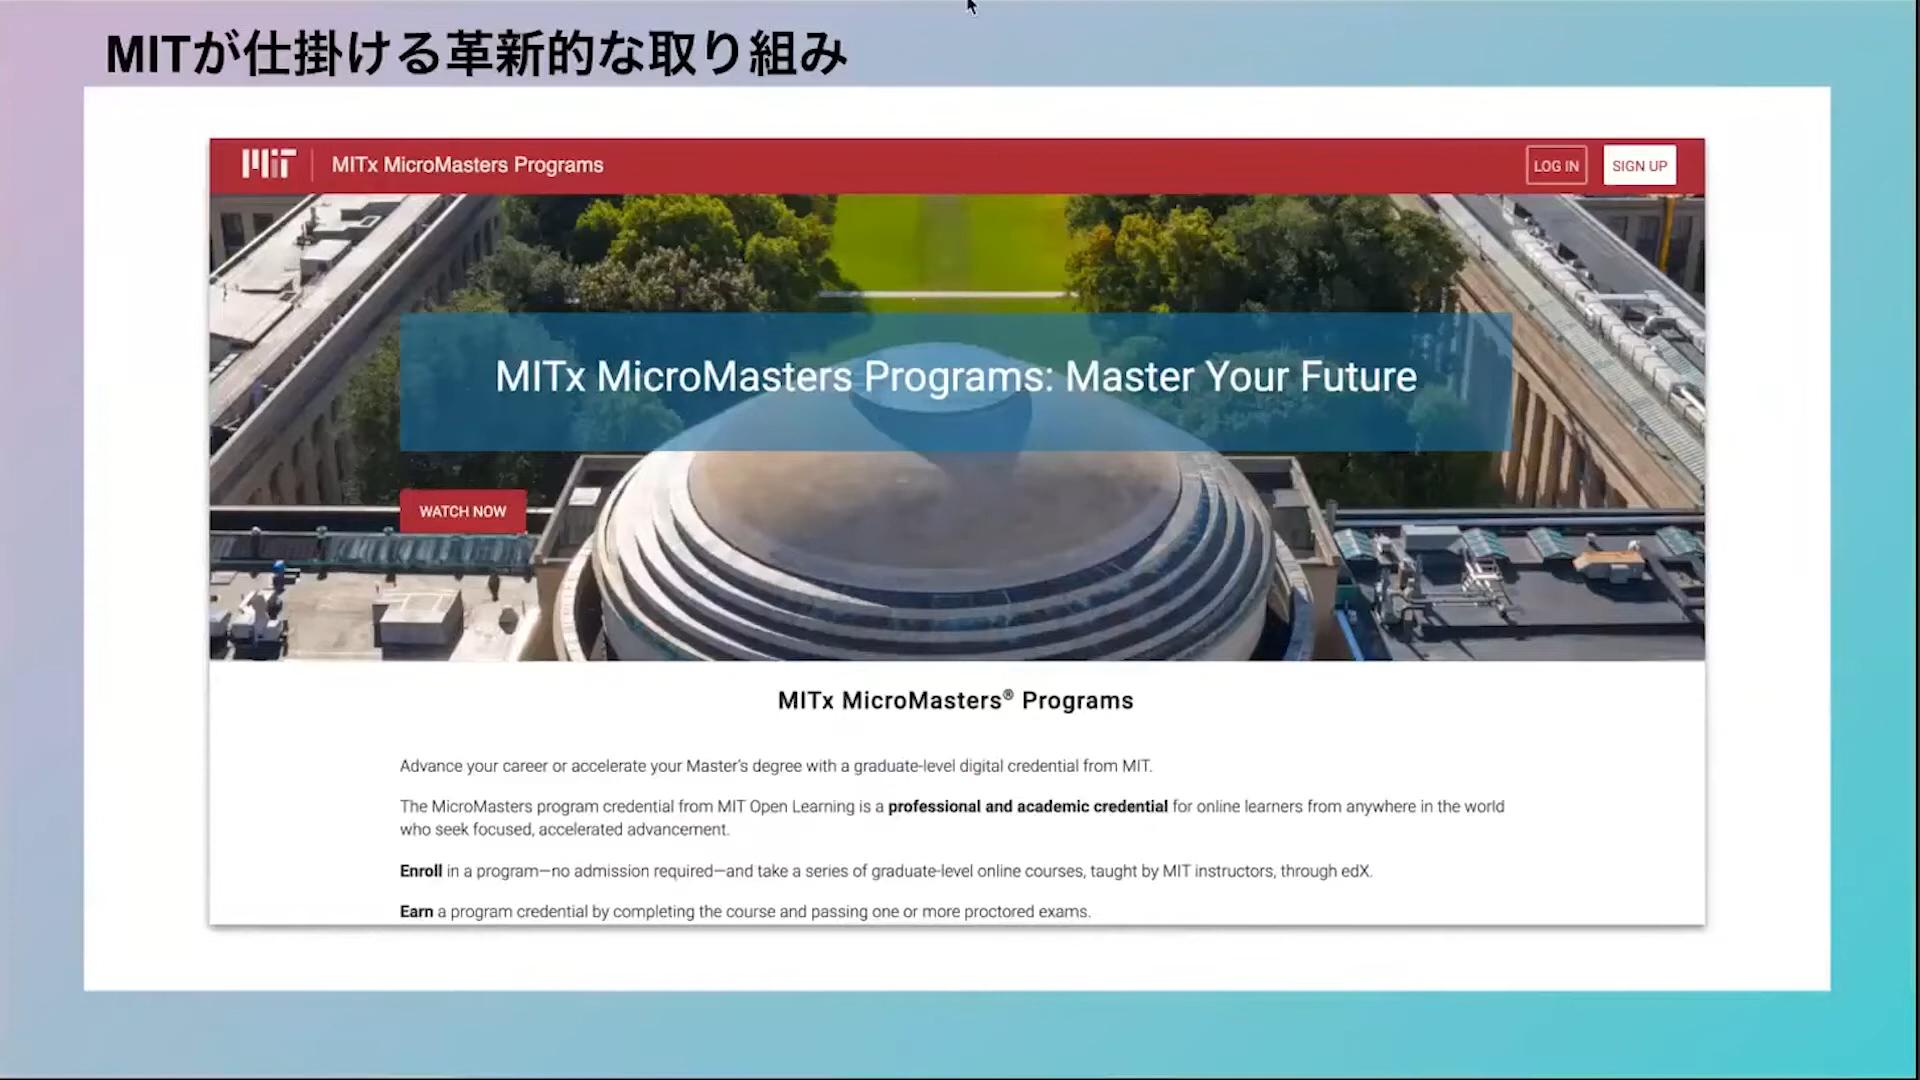 MITが仕掛ける革新的な取り組み
MIT
MITx MicroMasters Programs
LOG IN
SIGN UP
MITx MicroMasters Programs: Master Your Future
WATCH NOW
MITx MicroMasters® Programs
Advance your career or accelerate your Master's degree with a graduate-level digital credential from MIT.
The MicroMasters program credential from MIT Open Learning is a professional and academic credential for online learners from anywhere in the world
who seek focused, accelerated advancement.
Enroll in a program—no admission required—and take a series of graduate-level online courses, taught by MIT instructors, through edX.
Earn a program credential by completing the course and passing one or more proctored exams.